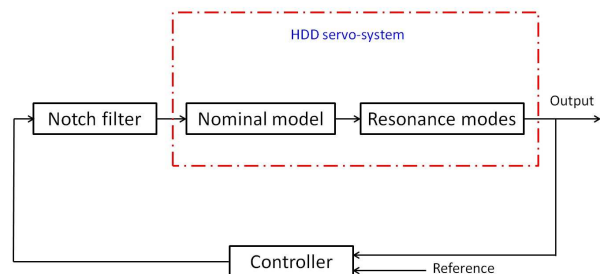 HDD servo-system
Output
Notch filter
Nominal model
Resonance modes
Controller
Reference